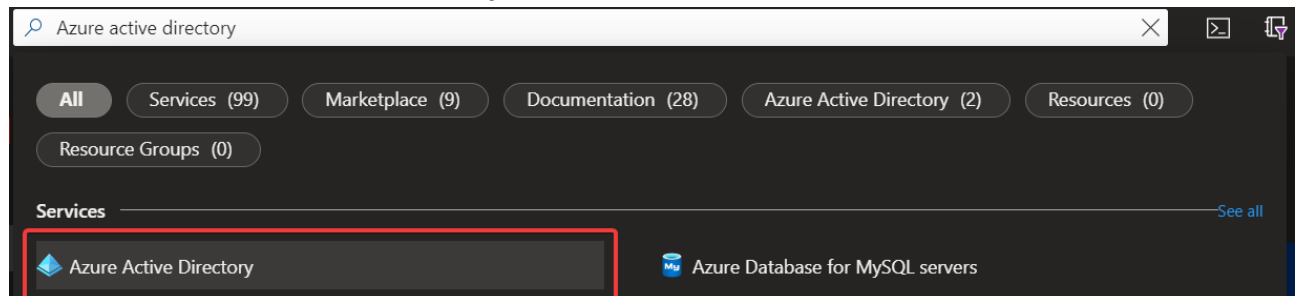 Azure active directory
All Services (99) Marketplace (9) Documentation (28) Azure Active Directory (2) Resources (0)
Resource Groups (0)
Services See all
Azure Active Directory My Azure Database for MySQL servers